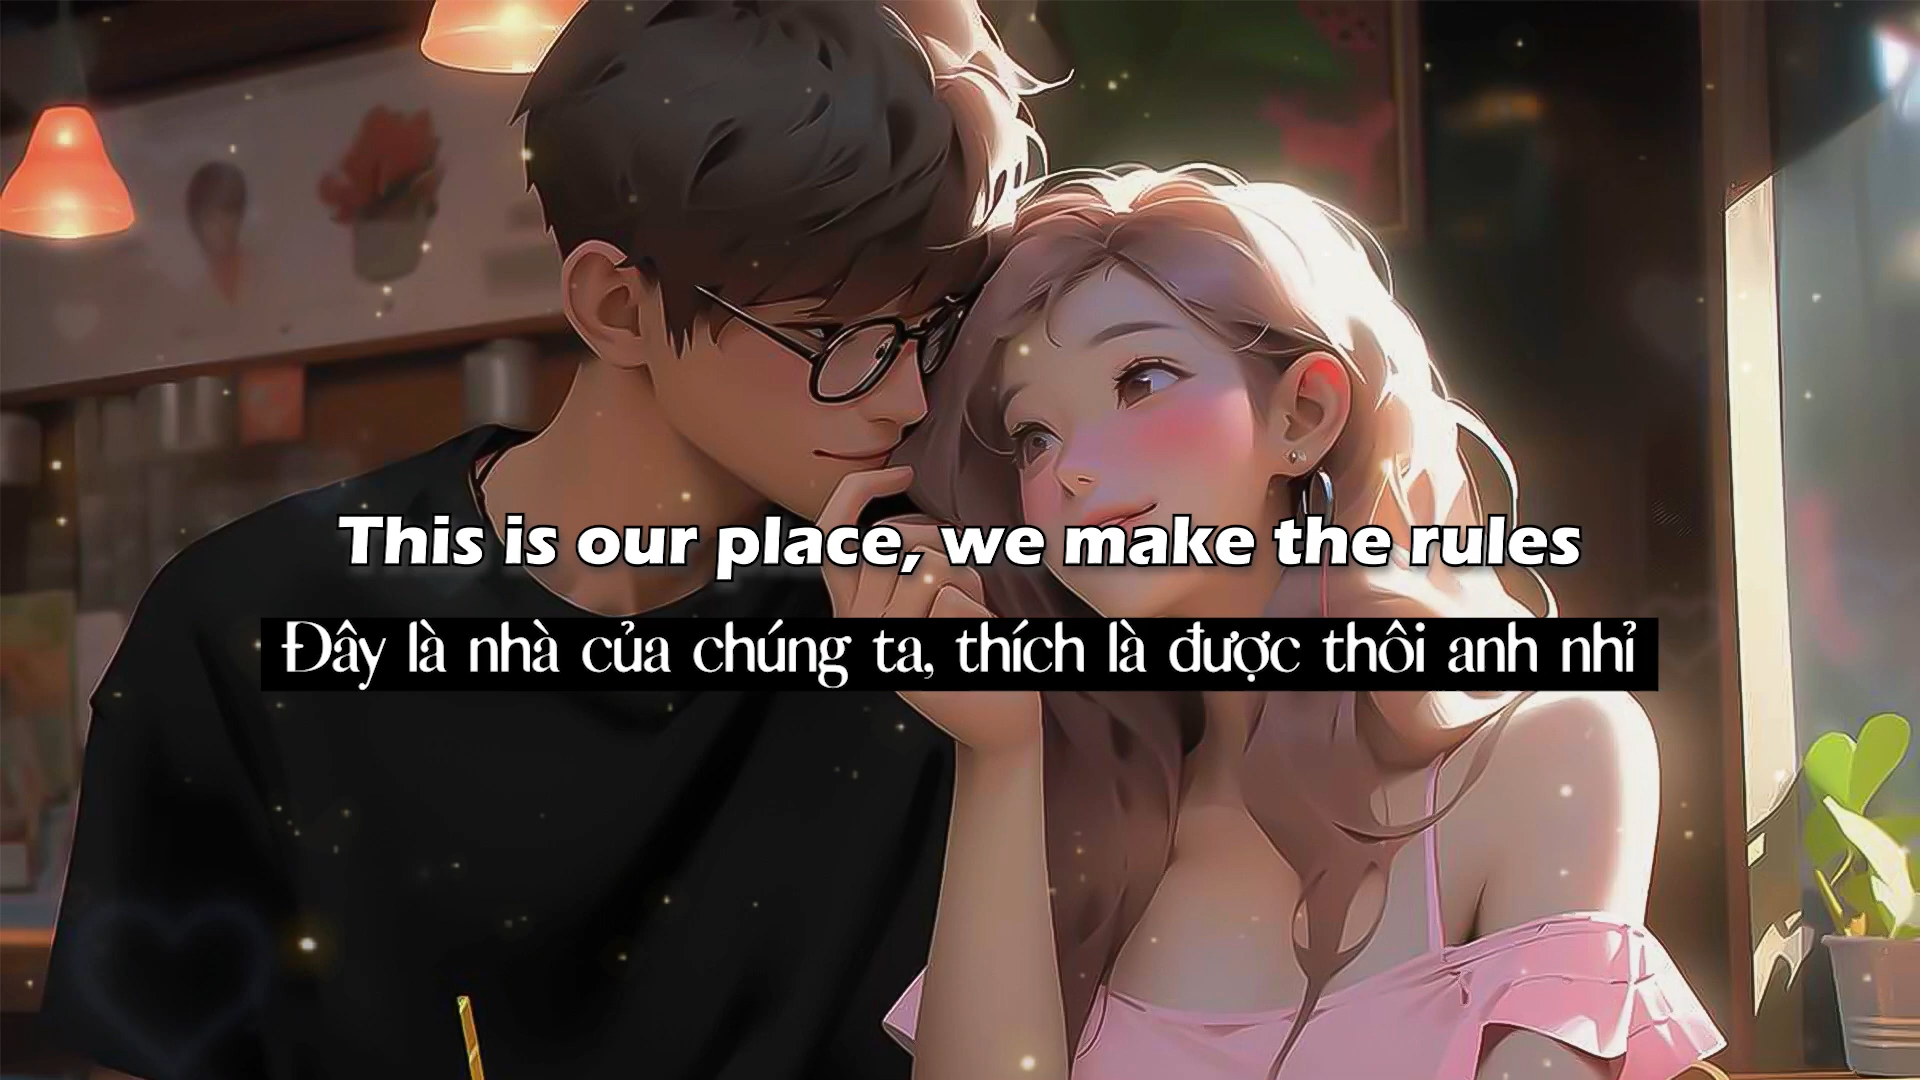 This is our place, we make the rules
Đây là nhà của chúng ta, thích là được thôi anh nhỉ